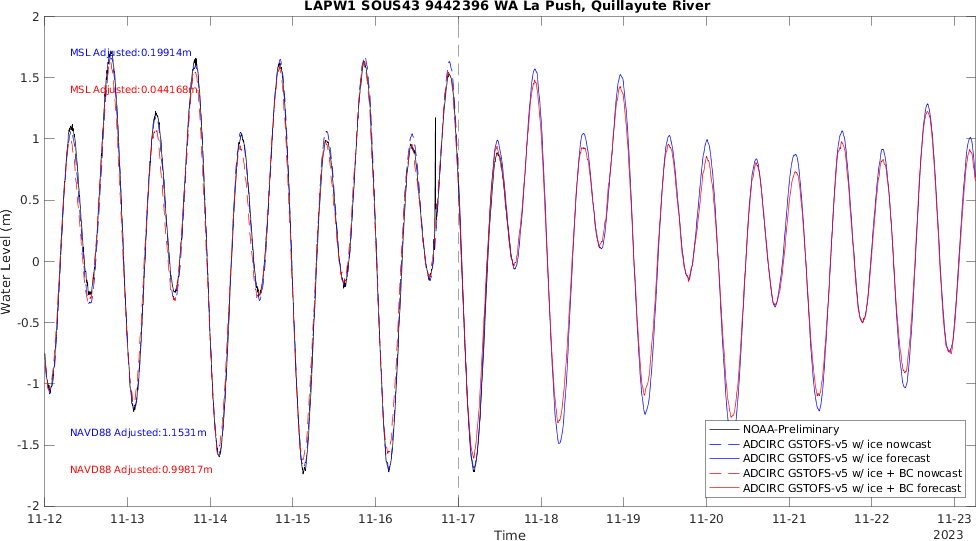 LAPW1 SOUS43 9442396 WA La Push, Quillayute River
2
1.5
1
0.5
0
-0.5
-1
-1.5
-2
Water Level (m)
MSL Adjusted:0.19914m
MSL Adjusted:0.044168m
NAVD88 Adjusted:1.1531m
NAVD88 Adjusted:0.99817m
NOAA-Preliminary
ADCIRC GSTOFS-v5 w/ ice nowcast
ADCIRC GSTOFS-v5 w/ ice forecast
ADCIRC GSTOFS-v5 w/ ice + BC nowcast
ADCIRC GSTOFS-v5 w/ ice + BC forecast
11-12 11-13 11-14 11-15 11-16 11-17 11-18 11-19 11-20 11-21 11-22 11-23
Time
2023